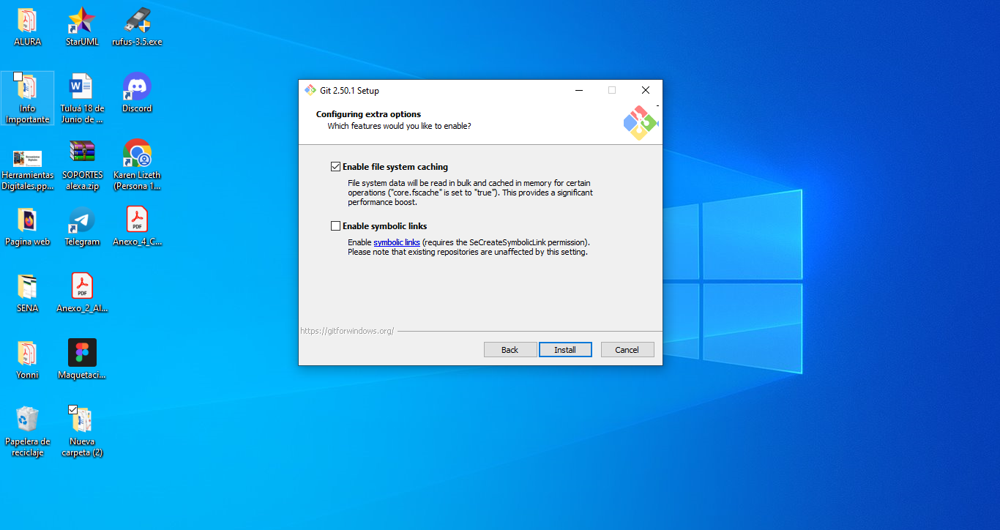 ALURA
StarUML
rufus-3.5.exe
Info
Importante
Tuluá 18 de
Junio de ...
Discord
Herramientas
Digitales.pp...
SOPORTES
alexa.zip
Karen Lizeth
(Persona 1...
Pagina web
Telegram
PDF
Anexo_4_C...
SENA
PDF
Anexo_2_Al...
Yonni
Maquetaci...
Papelera de
reciclaje
Nueva
carpeta (2)
Git 2.50.1 Setup
Configuring extra options
Which features would you like to enable?
Enable file system caching
File system data will be read in bulk and cached in memory for certain
operations ("core.fscache" is set to "true"). This provides a significant
performance boost.
Enable symbolic links
Enable symbolic links (requires the SeCreateSymbolicLink permission).
Please note that existing repositories are unaffected by this setting.
https://gitforwindows.org/
Back
Install
Cancel